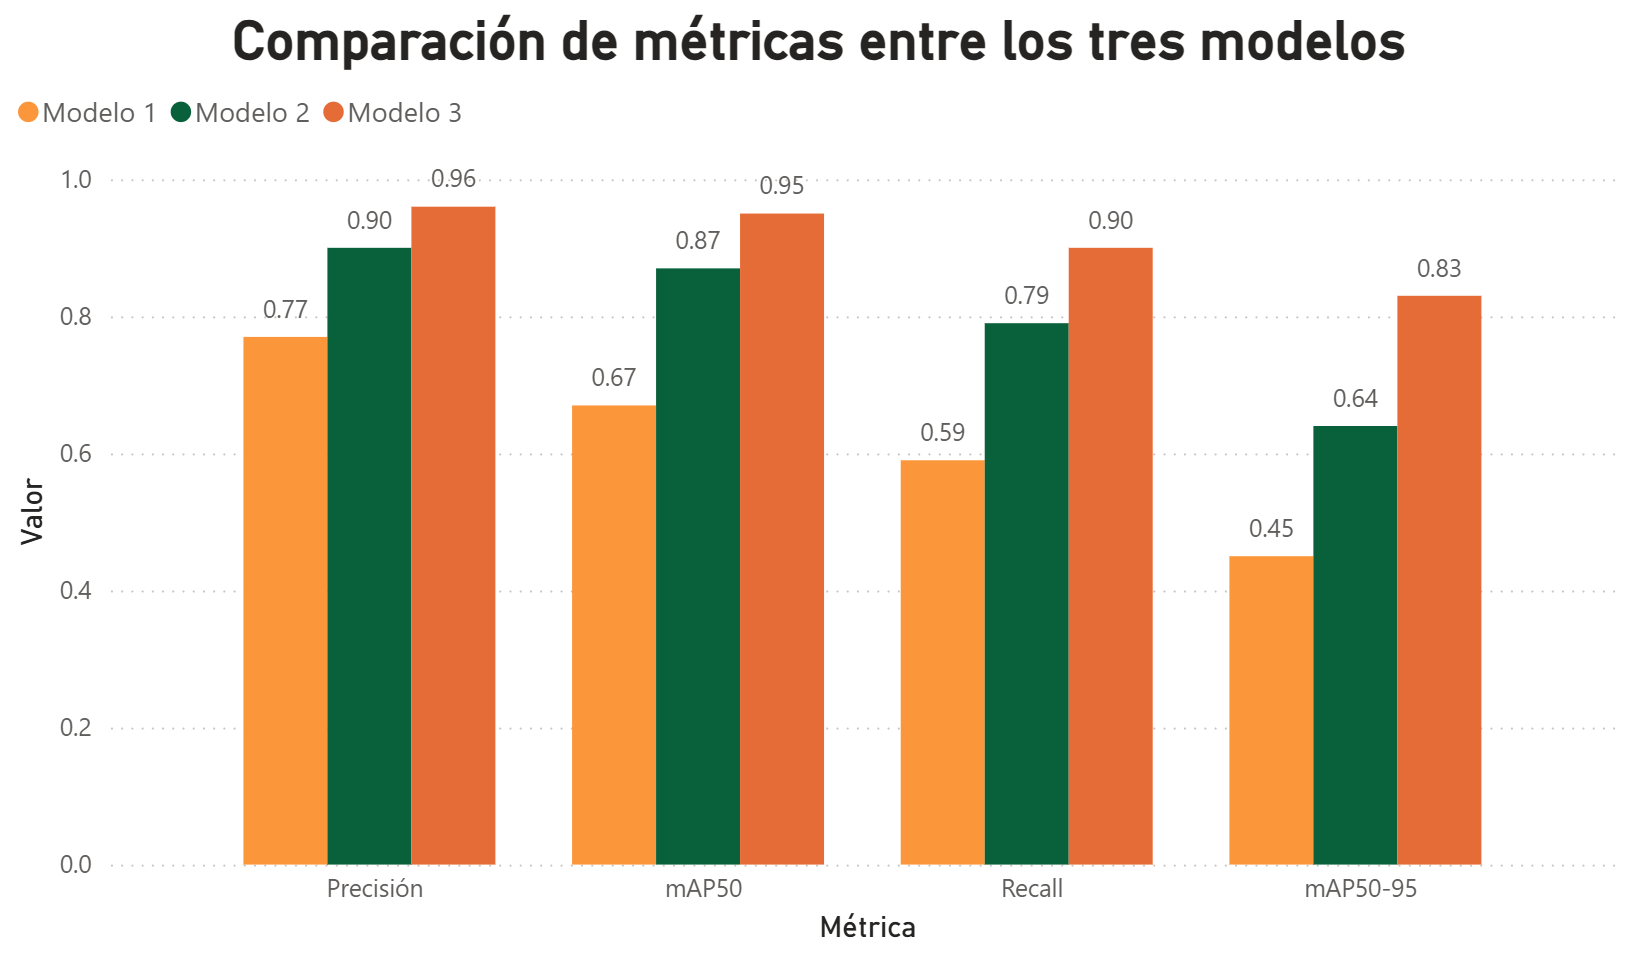 Comparación de métricas entre los tres modelos
Modelo 1 Modelo 2 Modelo 3
1.0
0.8
0.6
0.4
0.2
0.0
Valor
0.77 0.90 0.96
0.67 0.87 0.95
0.59 0.79 0.90
0.45 0.64 0.83
Precisión mAP50 Recall mAP50-95
Métrica